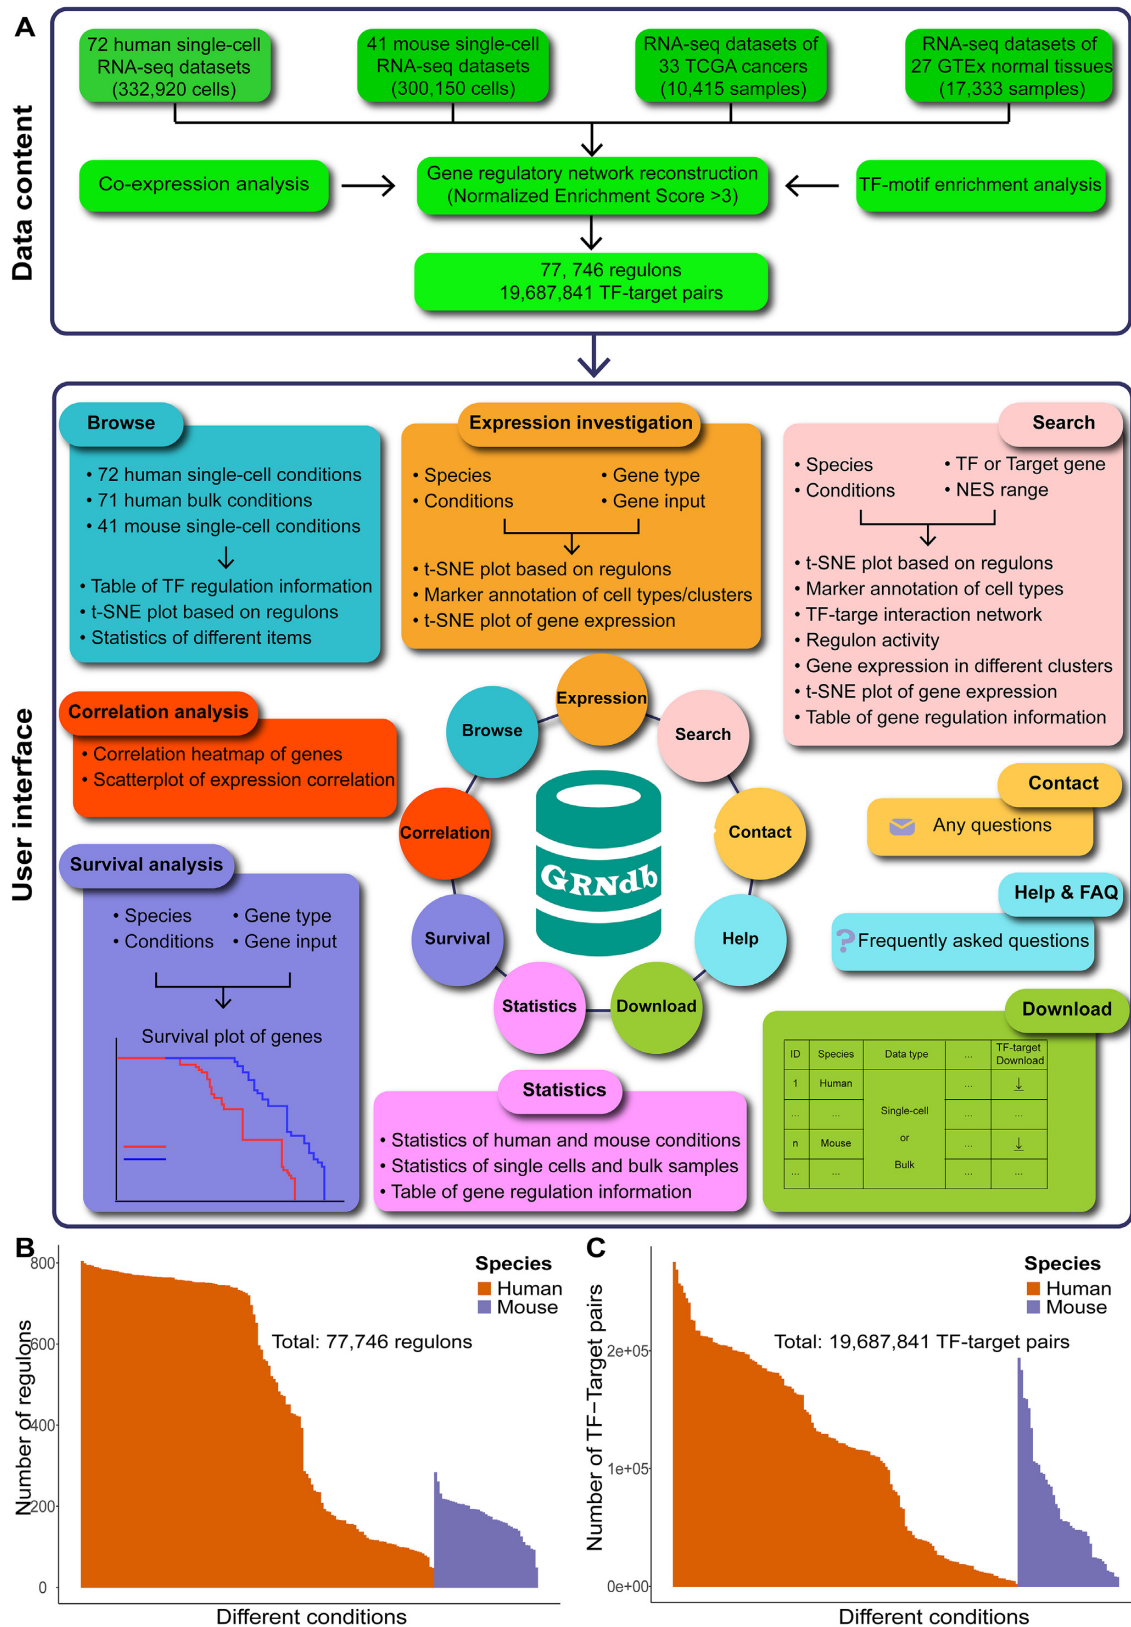 A
Data content
72 human single-cell
RNA-seq datasets
(332,920 cells)
41 mouse single-cell
RNA-seq datasets
(300,150 cells)
RNA-seq datasets of
33 TCGA cancers
(10,415 samples)
RNA-seq datasets of
27 GTEx normal tissues
(17,333 samples)
Co-expression analysis
Gene regulatory network reconstruction
(Normalized Enrichment Score >3)
TF-motif enrichment analysis
77, 746 regulons
19,687,841 TF-target pairs
User interface
Browse
• 72 human single-cell conditions
• 71 human bulk conditions
• 41 mouse single-cell conditions
• Table of TF regulation information
• t-SNE plot based on regulons
• Statistics of different items
Expression investigation
• Species
• Gene type
• Conditions
• Gene input
• t-SNE plot based on regulons
• Marker annotation of cell types/clusters
• t-SNE plot of gene expression
Search
• Species
• TF or Target gene
• Conditions
• NES range
• t-SNE plot based on regulons
• Marker annotation of cell types
• TF-targe interaction network
• Regulon activity
• Gene expression in different clusters
• t-SNE plot of gene expression
• Table of gene regulation information
Correlation analysis
• Correlation heatmap of genes
• Scatterplot of expression correlation
Survival analysis
• Species
• Gene type
• Conditions
• Gene input
Survival plot of genes
Expression
Browse
Search
Correlation
Contact
GRNdb
Survival
Help
Statistics
Download
Contact
Any questions
Help & FAQ
? Frequently asked questions
Download
ID Species Data type ... TF-target Download
1 Human ...
... ... Single-cell ... ...
or
n Mouse ...
Bulk
... ... ... ...
Statistics
• Statistics of human and mouse conditions
• Statistics of single cells and bulk samples
• Table of gene regulation information
B
Number of regulons
800
600
400
200
0
Species
Human
Mouse
Total: 77,746 regulons
Different conditions
C
Number of TF−Target pairs
2e+05
1e+05
0e+00
Species
Human
Mouse
Total: 19,687,841 TF-target pairs
Different conditions